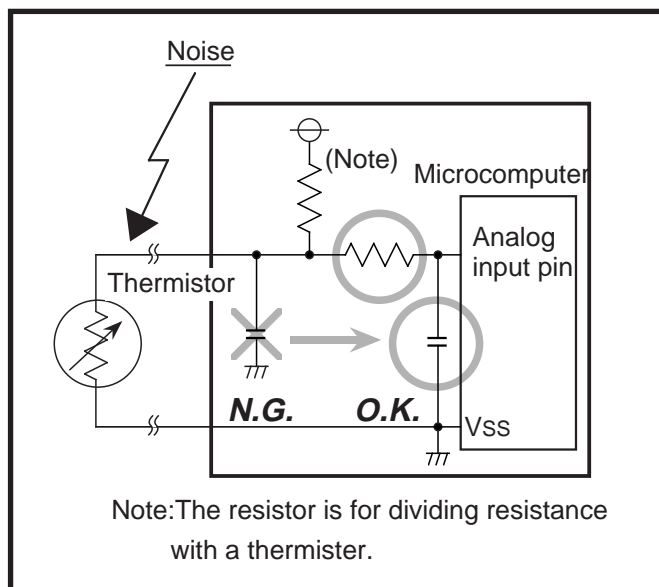 Noise
(Note)
Microcomputer
Analog
input pin
Thermistor
N.G.
O.K.
VSS
Note:The resistor is for dividing resistance
with a thermister.